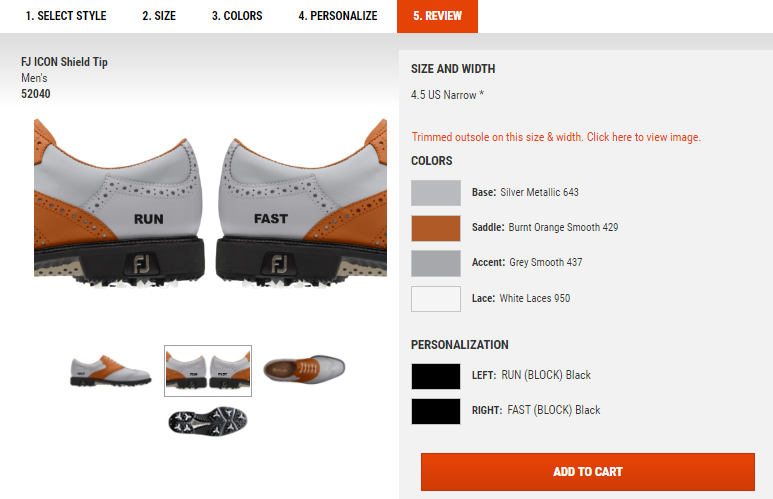 1. SELECT STYLE
2. SIZE
3. COLORS
4. PERSONALIZE
5. REVIEW
FJ ICON Shield Tip
Men's
52040
RUN
FAST
FJ
FJ
SIZE AND WIDTH
4.5 US Narrow *
Trimmed outsole on this size & width. Click here to view image.
COLORS
Base: Silver Metallic 643
Saddle: Burnt Orange Smooth 429
Accent: Grey Smooth 437
Lace: White Laces 950
PERSONALIZATION
LEFT: RUN (BLOCK) Black
RIGHT: FAST (BLOCK) Black
ADD TO CART